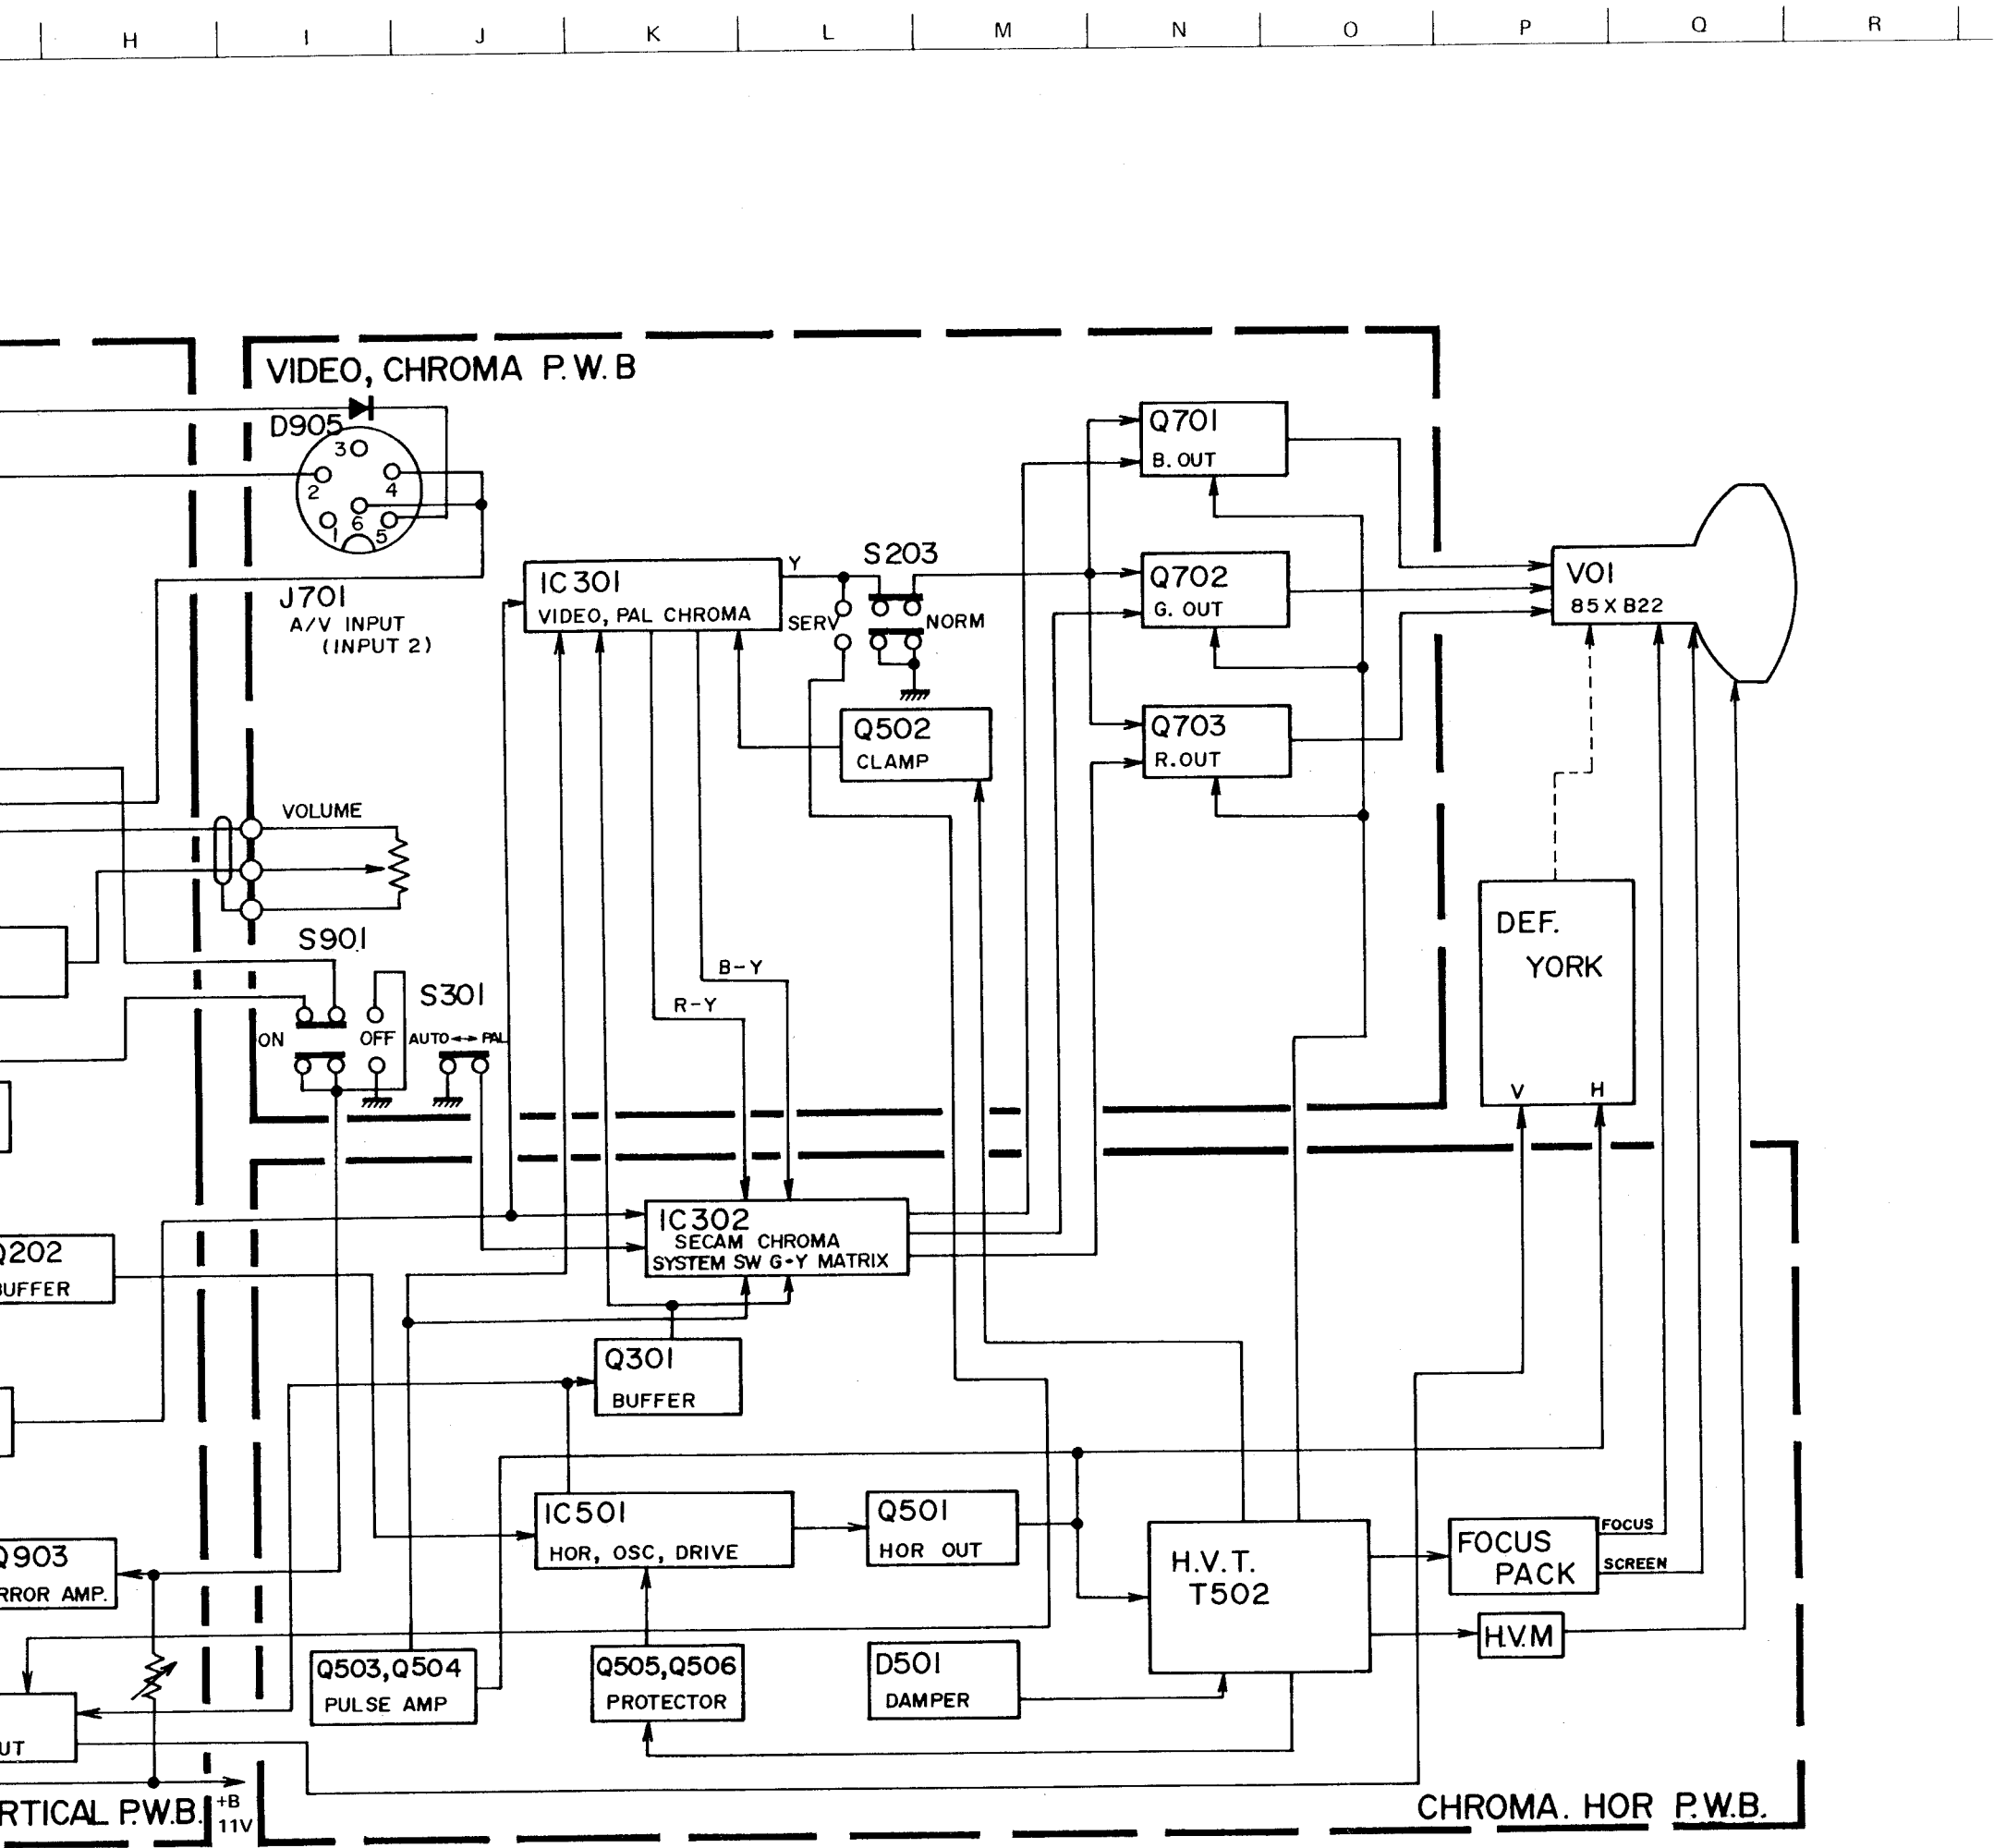 H I J K L M N O P Q R
VIDEO, CHROMA P.W.B
D905
3
2
4
6
1
5
J701
A/V INPUT
(INPUT 2)
IC301
VIDEO, PAL CHROMA
Y
S203
SERV
NORM
Q502
CLAMP
Q701
B.OUT
Q702
G.OUT
Q703
R.OUT
V01
85XB22
VOLUME
S901
ON
OFF
S301
AUTO↔PAL
B-Y
R-Y
DEF.
YORK
V
H
IC302
SECAM CHROMA
SYSTEM SW G-Y MATRIX
Q202
BUFFER
Q301
BUFFER
IC501
HOR, OSC, DRIVE
Q501
HOR OUT
H.V.T.
T502
FOCUS
PACK
FOCUS
SCREEN
H.V.M
Q903
RROR AMP.
Q503,Q504
PULSE AMP
Q505,Q506
PROTECTOR
D501
DAMPER
UT
RTICAL P.W.B.
+B
11V
CHROMA. HOR P.W.B.